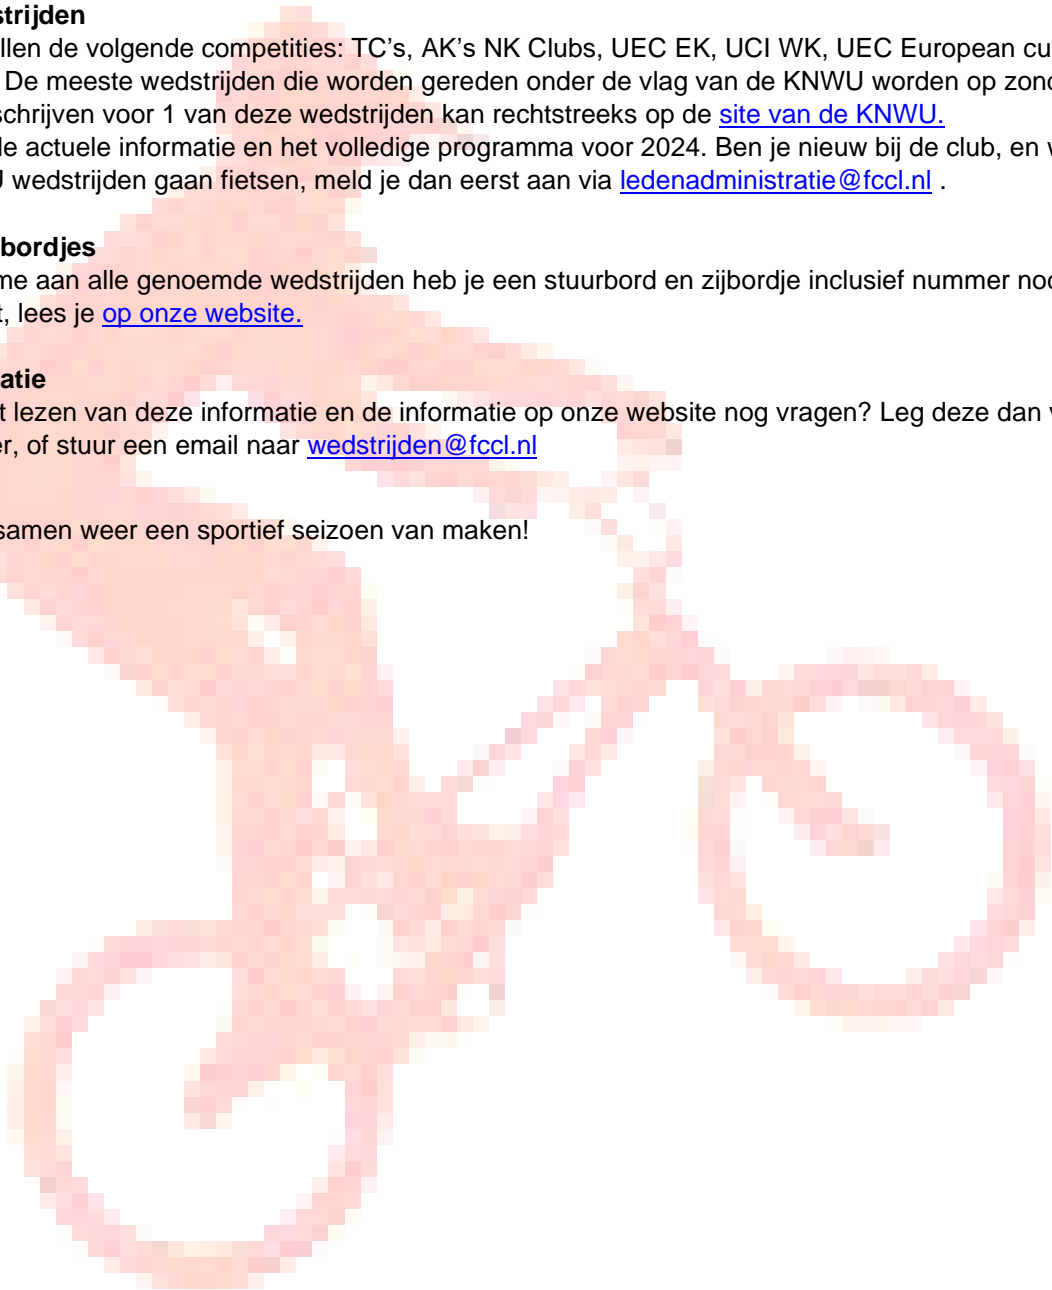 strijden
llen de volgende competities: TC’s, AK’s NK Clubs, UEC EK, UCI WK, UEC European cu
De meeste wedstrijden die worden gereden onder de vlag van de KNWU worden op zond
schrijven voor 1 van deze wedstrijden kan rechtstreeks op de site van de KNWU.
le actuele informatie en het volledige programma voor 2024. Ben je nieuw bij de club, en w
J wedstrijden gaan fietsen, meld je dan eerst aan via ledenadministratie@fccl.nl .
bordjes
me aan alle genoemde wedstrijden heb je een stuurbord en zijbordje inclusief nummer noo
t, lees je op onze website.
atie
t lezen van deze informatie en de informatie op onze website nog vragen? Leg deze dan v
er, of stuur een email naar wedstrijden@fccl.nl
samen weer een sportief seizoen van maken!